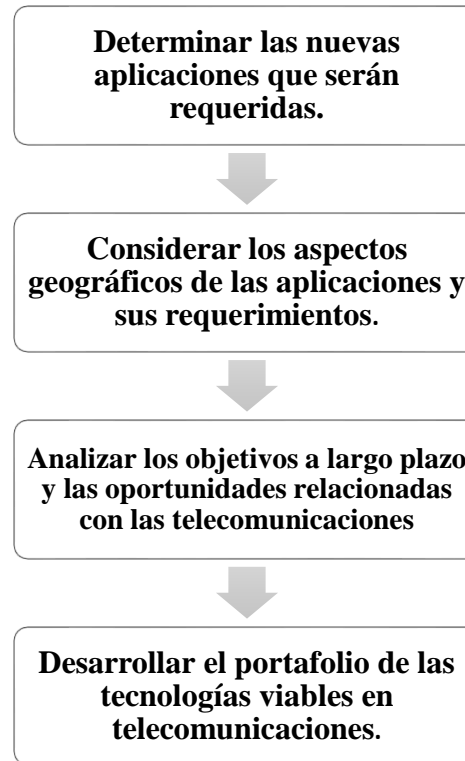 Determinar las nuevas
aplicaciones que serán
requeridas.
Considerar los aspectos
geográficos de las aplicaciones y
sus requerimientos.
Analizar los objetivos a largo plazo
y las oportunidades relacionadas
con las telecomunicaciones
Desarrollar el portafolio de las
tecnologías viables en
telecomunicaciones.